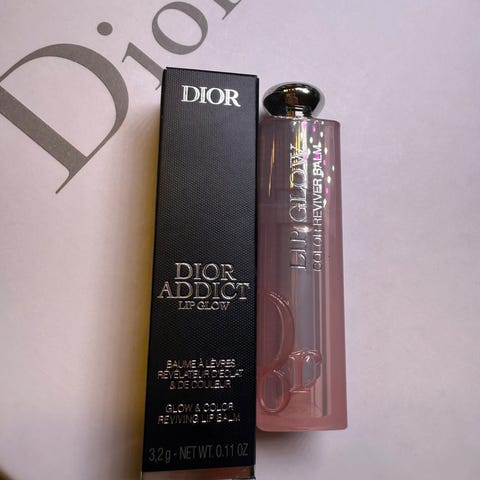 Dior
DIOR
DIOR
ADDICT
LIP GLOW
BAUME À LÈVRES
RÉVÉLATEUR D'ÉCLAT
& DE COULEUR
GLOW & COLOR
REVIVING LIP BALM
3,2 g - NET WT. 0.11 OZ
LIP GLOW
COLOR REVIVER BALM
CD